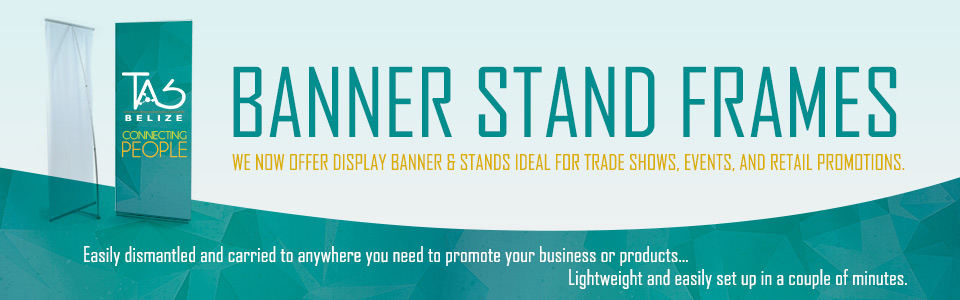 TAS
BELIZE
CONNECTING
PEOPLE
BANNER STAND FRAMES
WE NOW OFFER DISPLAY BANNER & STANDS IDEAL FOR TRADE SHOWS, EVENTS, AND RETAIL PROMOTIONS.
Easily dismantled and carried to anywhere you need to promote your business or products...
Lightweight and easily set up in a couple of minutes.